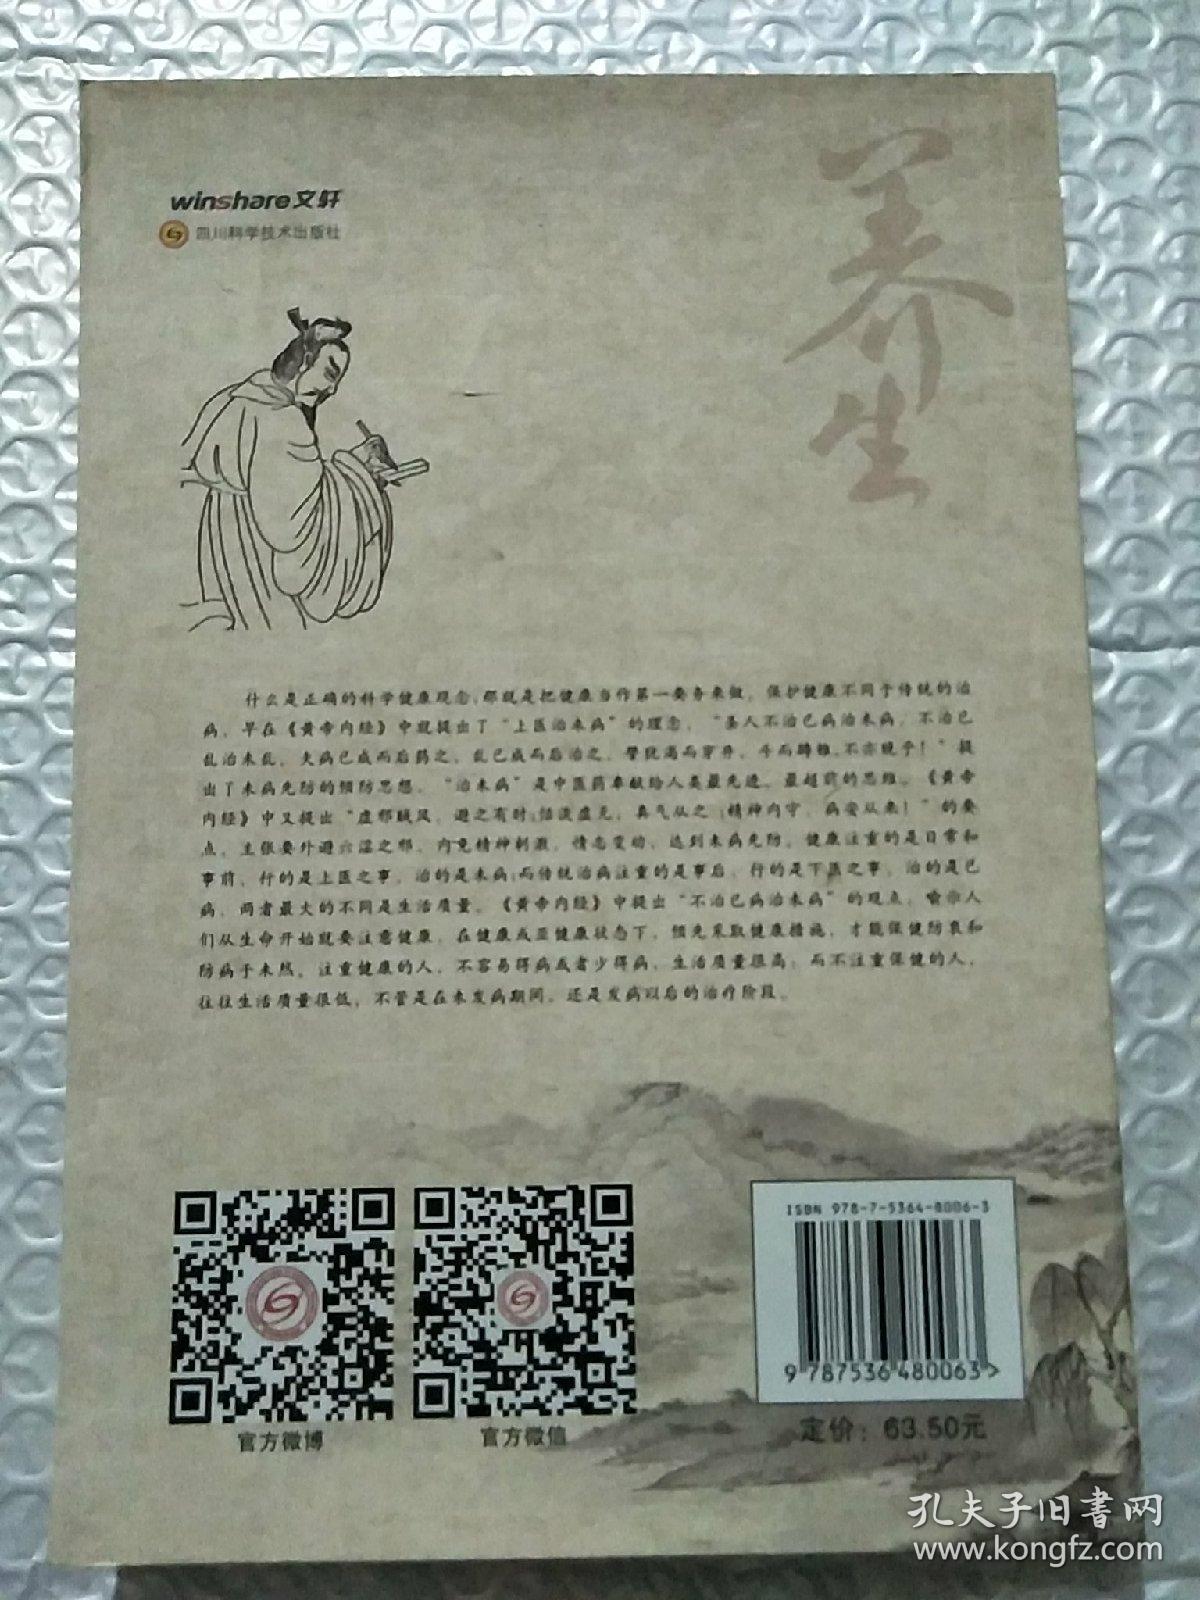 winshare文轩
四川科学技术出版社
养生
什么是正确的科学健康观念，那就是把健康当作第一要务来做，保护健康不同于传统的治
病，早在《黄帝内经》中就提出了“上医治未病”的理念，“圣人不治已病治未病，不治已
乱治未乱，夫病已成而后药之，乱已成而后治之，譬犹渴而穿井，斗而铸锥，不亦晚乎！”提
出了未病先防的预防思想，“治未病”是中医药奉献给人类最先进、最超前的思维。《黄帝
内经》中又提出“虚邪贼风，避之有时；恬淡虚无，真气从之；精神内守，病安从来！”的要
点，主张要外避六淫之邪，内免精神刺激，情志变动，达到未病先防，健康注重的是日常和
事前，行的是上医之事，治的是未病；而传统治病注重的是事后，行的是下医之事，治的是已
病，两者最大的不同是生活质量。《黄帝内经》中提出“不治已病治未病”的观点，喻示人
们从生命开始就要注意健康，在健康或亚健康状态下，预先采取健康措施，才能保健防衰和
防病于未然。注重健康的人，不容易得病或者少得病，生活质量很高；而不注重保健的人，
往往生活质量很低，不管是在未发病期间，还是发病以后的治疗阶段。
官方微博
官方微信
ISBN 978-7-5364-8006-3
9 787536 480063>
定价：63.50元
孔夫子旧书网
www.kongfz.com